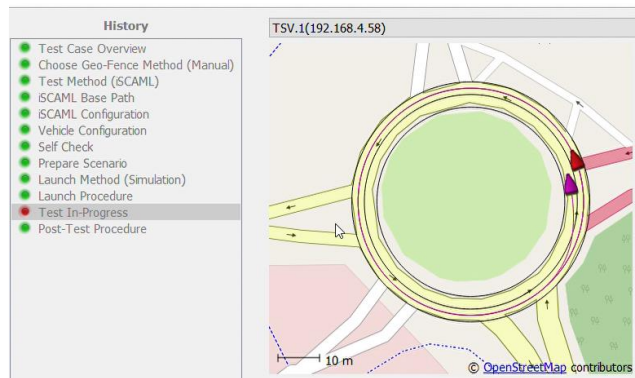 History
Test Case Overview
Choose Geo-Fence Method (Manual)
Test Method (iSCAML)
iSCAML Base Path
iSCAML Configuration
Vehicle Configuration
Self Check
Prepare Scenario
Launch Method (Simulation)
Launch Procedure
Test In-Progress
Post-Test Procedure
TSV.1(192.168.4.58)
10 m
© OpenStreetMap contributors